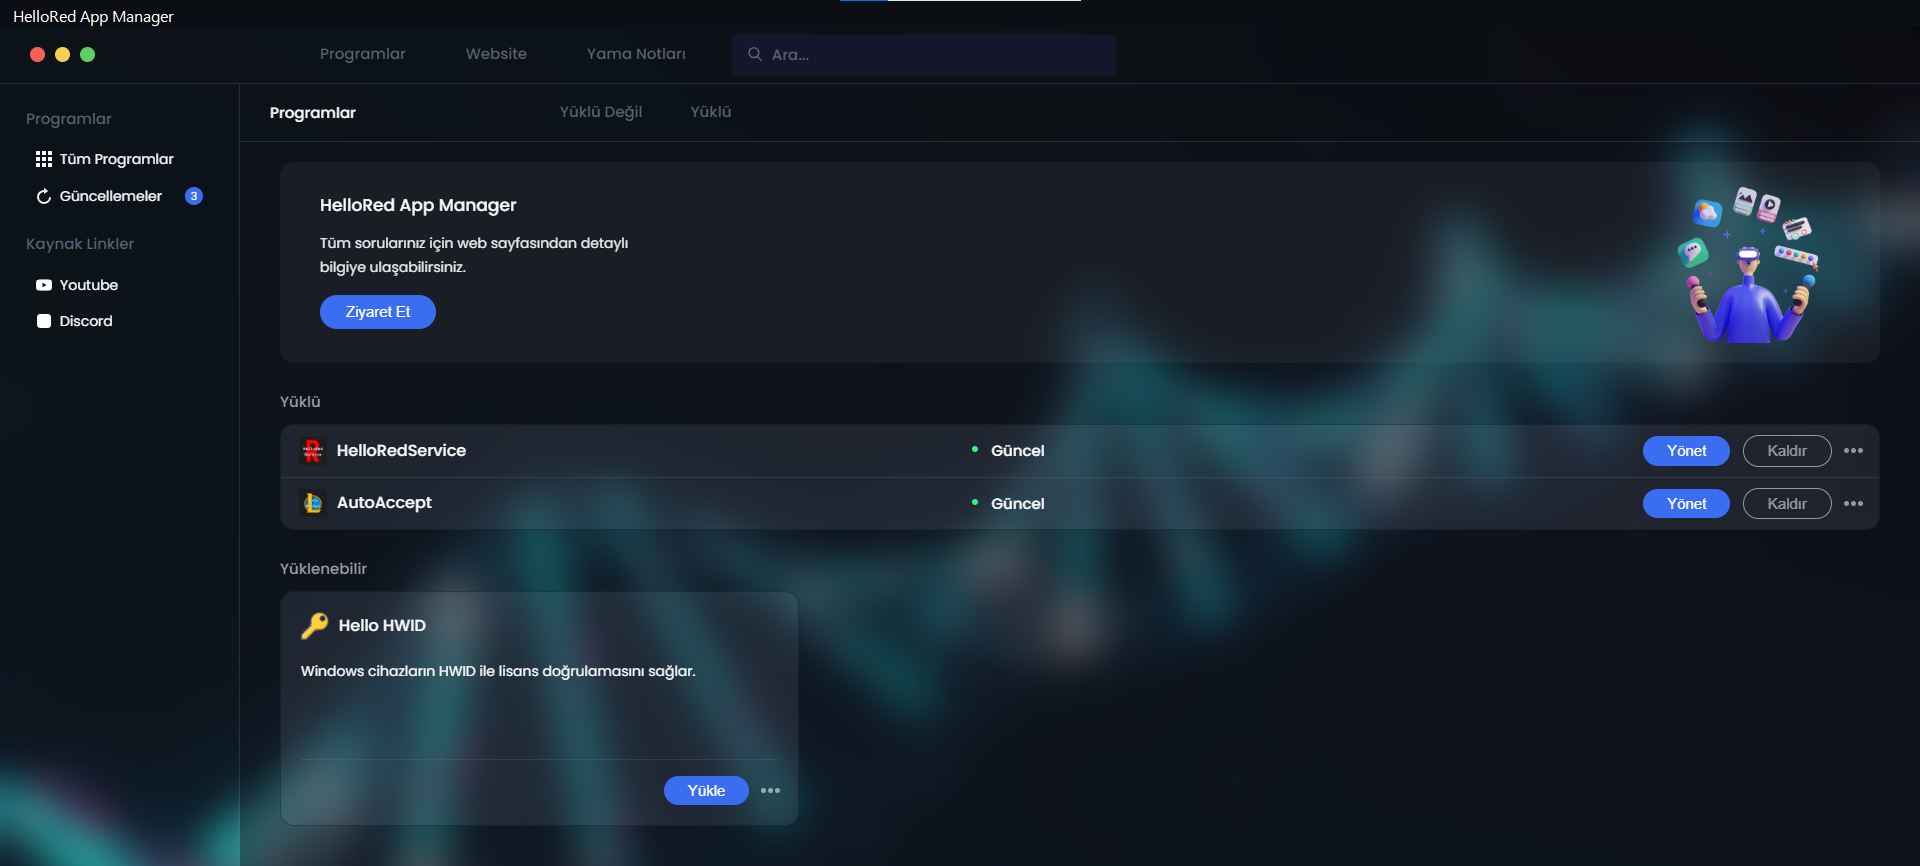 HelloRed App Manager
Programlar
Website
Yama Notları
Ara...
Programlar
Tüm Programlar
Güncellemeler
3
Kaynak Linkler
Youtube
Discord
Programlar
Yüklü Değil
Yüklü
HelloRed App Manager
Tüm sorularınız için web sayfasından detaylı
bilgiye ulaşabilirsiniz.
Ziyaret Et
Yüklü
HelloRedService
Güncel
Yönet
Kaldır
AutoAccept
Güncel
Yönet
Kaldır
Yüklenebilir
Hello HWID
Windows cihazların HWID ile lisans doğrulamasını sağlar.
Yükle